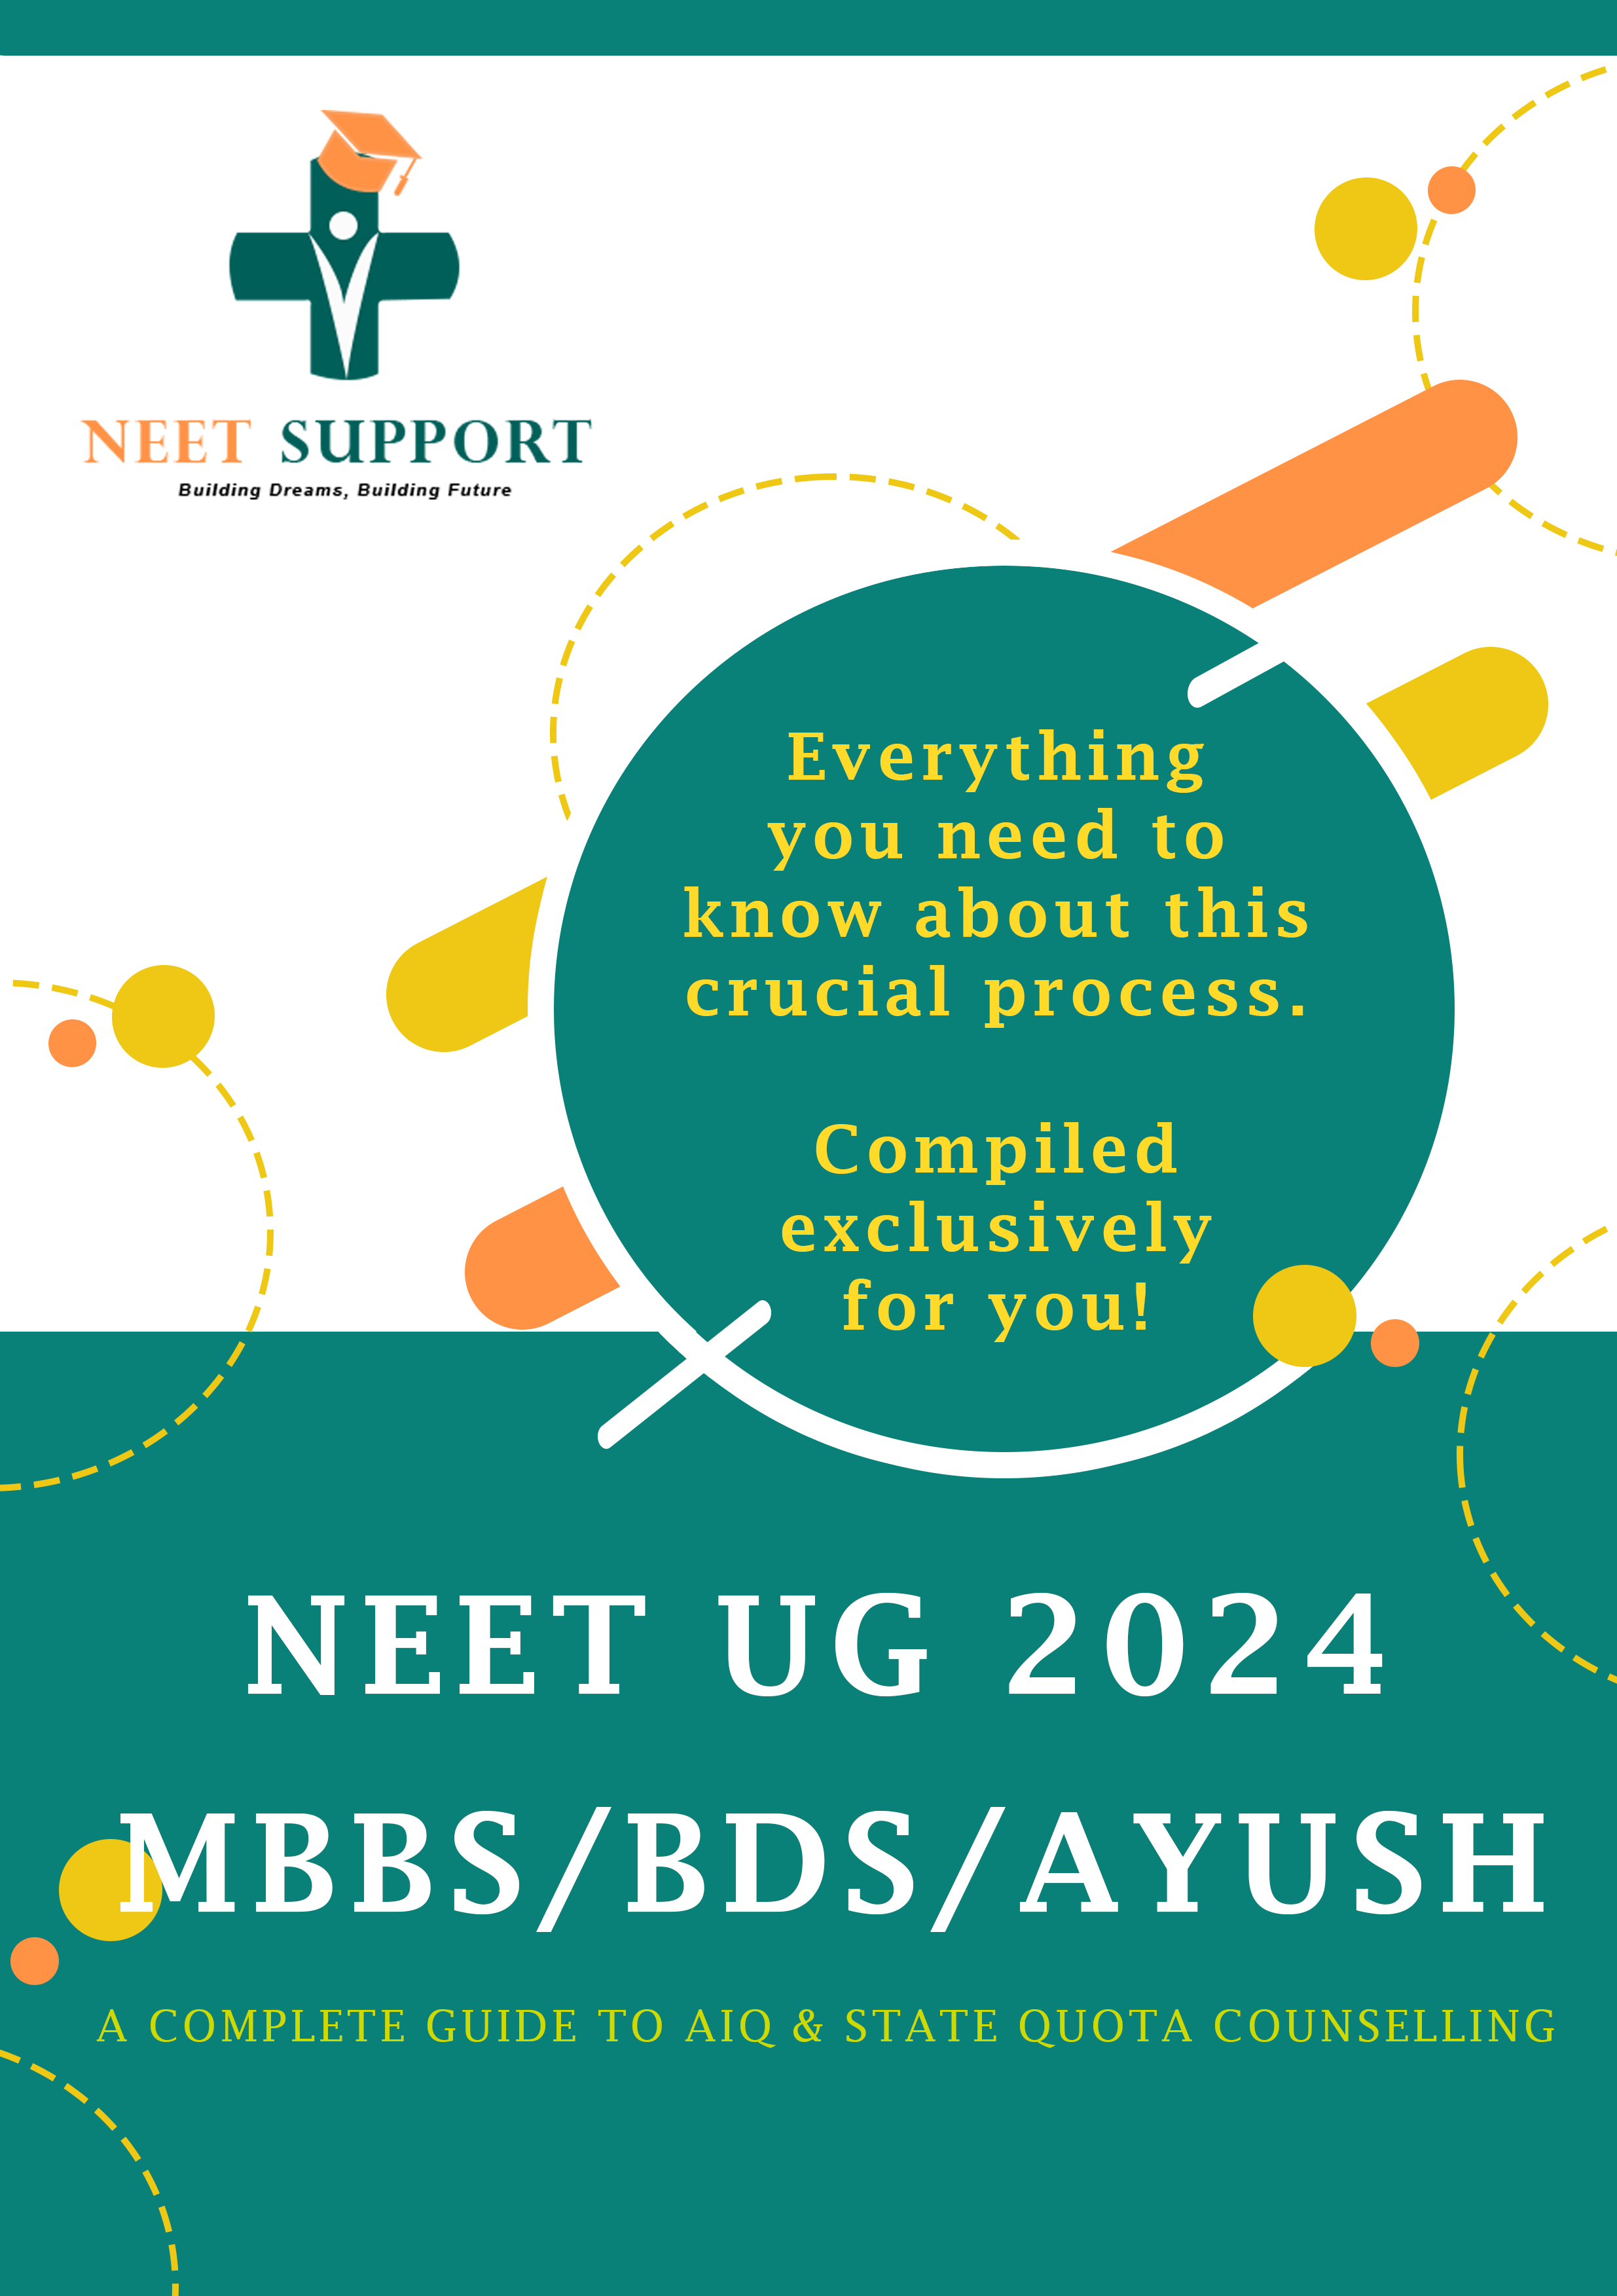 NEET SUPPORT
Building Dreams, Building Future
Everything
you need to
know about this
crucial process.
Compiled
exclusively
for you!
NEET UG 2024
MBBS/BDS/AYUSH
A COMPLETE GUIDE TO AIQ & STATE QUOTA COUNSELLING